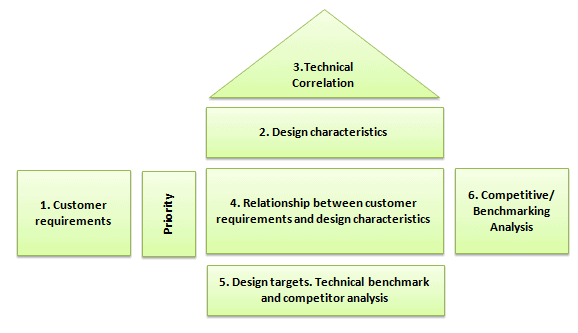 3.Technical
Correlation
2. Design characteristics
1. Customer
requirements
Priority
4. Relationship between customer
requirements and design characteristics
6. Competitive/
Benchmarking
Analysis
5. Design targets. Technical benchmark
and competitor analysis